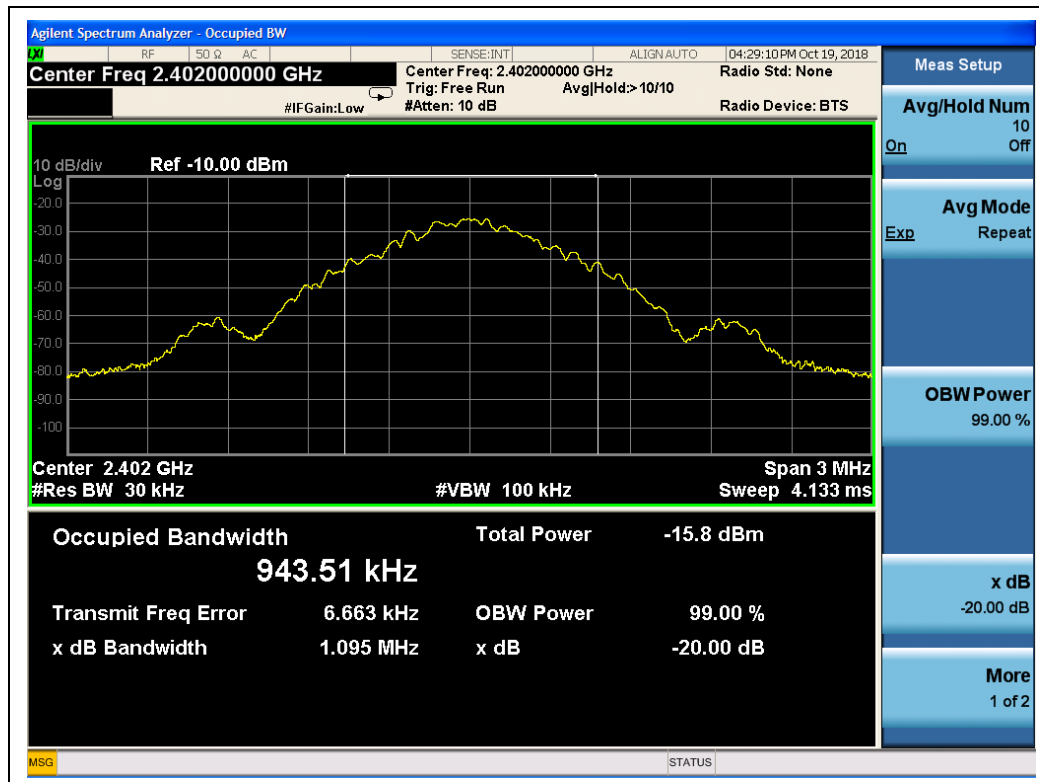 Agilent Spectrum Analyzer - Occupied BW
LXI RF 50 Ω AC SENSE:INT ALIGN AUTO 04:29:10 PM Oct 19, 2018
Center Freq 2.402000000 GHz Center Freq: 2.402000000 GHz Radio Std: None
Trig: Free Run Avg|Hold:> 10/10
#IFGain:Low #Atten: 10 dB Radio Device: BTS
10 dB/div Ref -10.00 dBm
Log
-20.0
-30.0
-40.0
-50.0
-60.0
-70.0
-80.0
-90.0
-100
Center 2.402 GHz Span 3 MHz
#Res BW 30 kHz #VBW 100 kHz Sweep 4.133 ms
Occupied Bandwidth Total Power -15.8 dBm
943.51 kHz
Transmit Freq Error 6.663 kHz OBW Power 99.00 %
x dB Bandwidth 1.095 MHz x dB -20.00 dB
Meas Setup
Avg/Hold Num
10
On Off
Avg Mode
Exp Repeat
OBW Power
99.00 %
x dB
-20.00 dB
More
1 of 2
MSG STATUS